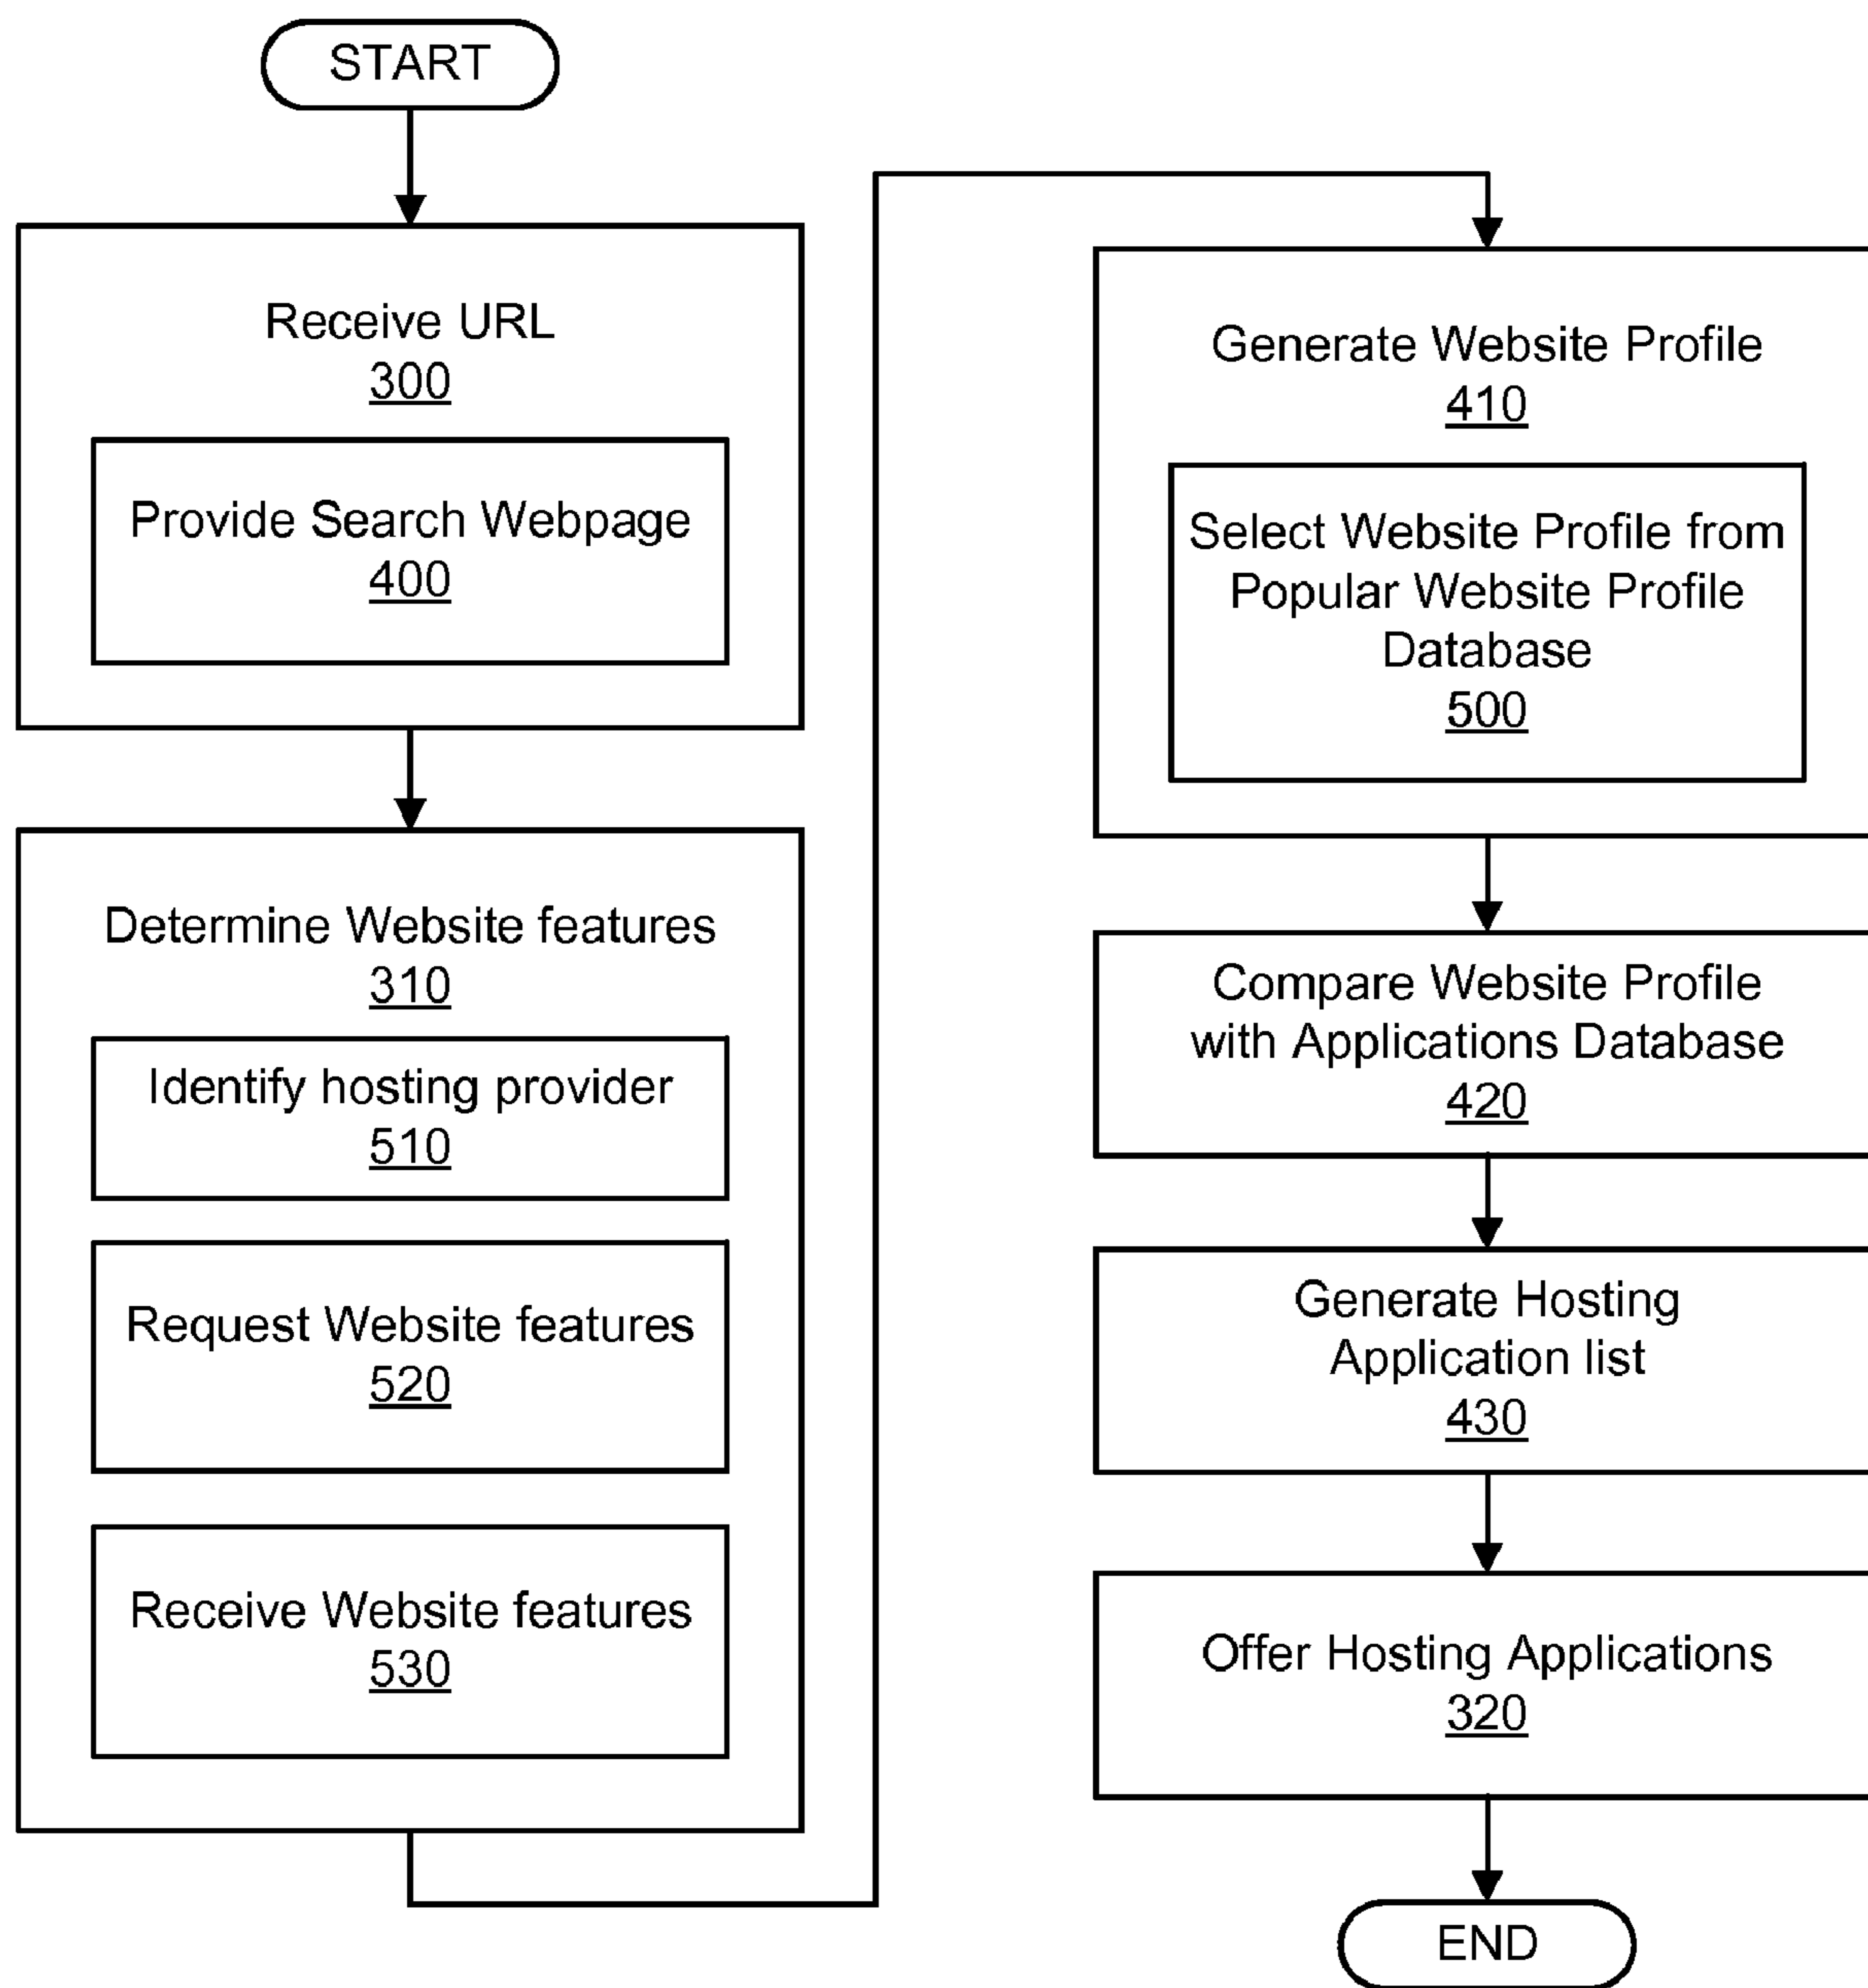 START
Receive URL
300
Provide Search Webpage
400
Determine Website features
310
Identify hosting provider
510
Request Website features
520
Receive Website features
530
Generate Website Profile
410
Select Website Profile from
Popular Website Profile
Database
500
Compare Website Profile
with Applications Database
420
Generate Hosting
Application list
430
Offer Hosting Applications
320
END